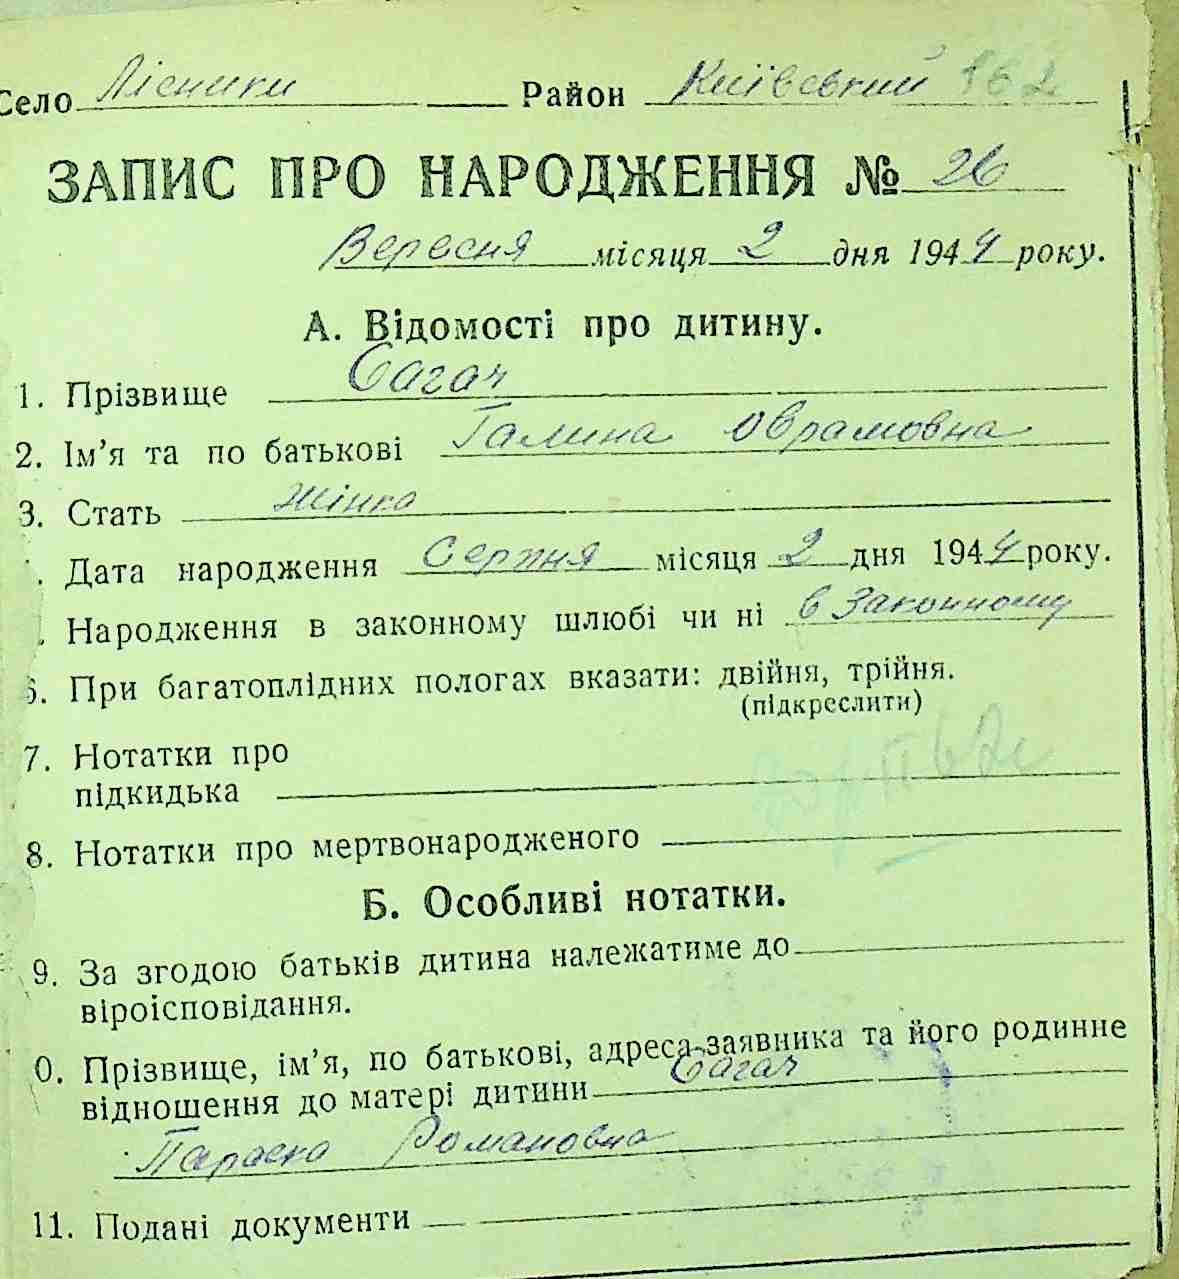 Село Лісники Район Київський 162
ЗАПИС ПРО НАРОДЖЕННЯ № 26
Вересня місяця 2 дня 1944 року.
А. Відомості про дитину.
1. Прізвище Сагач
2. Ім’я та по батькові Галина Оврамовна
3. Стать жінка
. Дата народження Серпня місяця 2 дня 1944 року.
. Народження в законному шлюбі чи ні в Законному
6. При багатоплідних пологах вказати: двійня, трійня.
(підкреслити)
7. Нотатки про
підкидька
8. Нотатки про мертвонародженого
Б. Особливі нотатки.
9. За згодою батьків дитина належатиме до
віроісповідання.
0. Прізвище, ім’я, по батькові, адреса заявника та його родинне
відношення до матері дитини Сагач
Параска Романовна
11. Подані документи